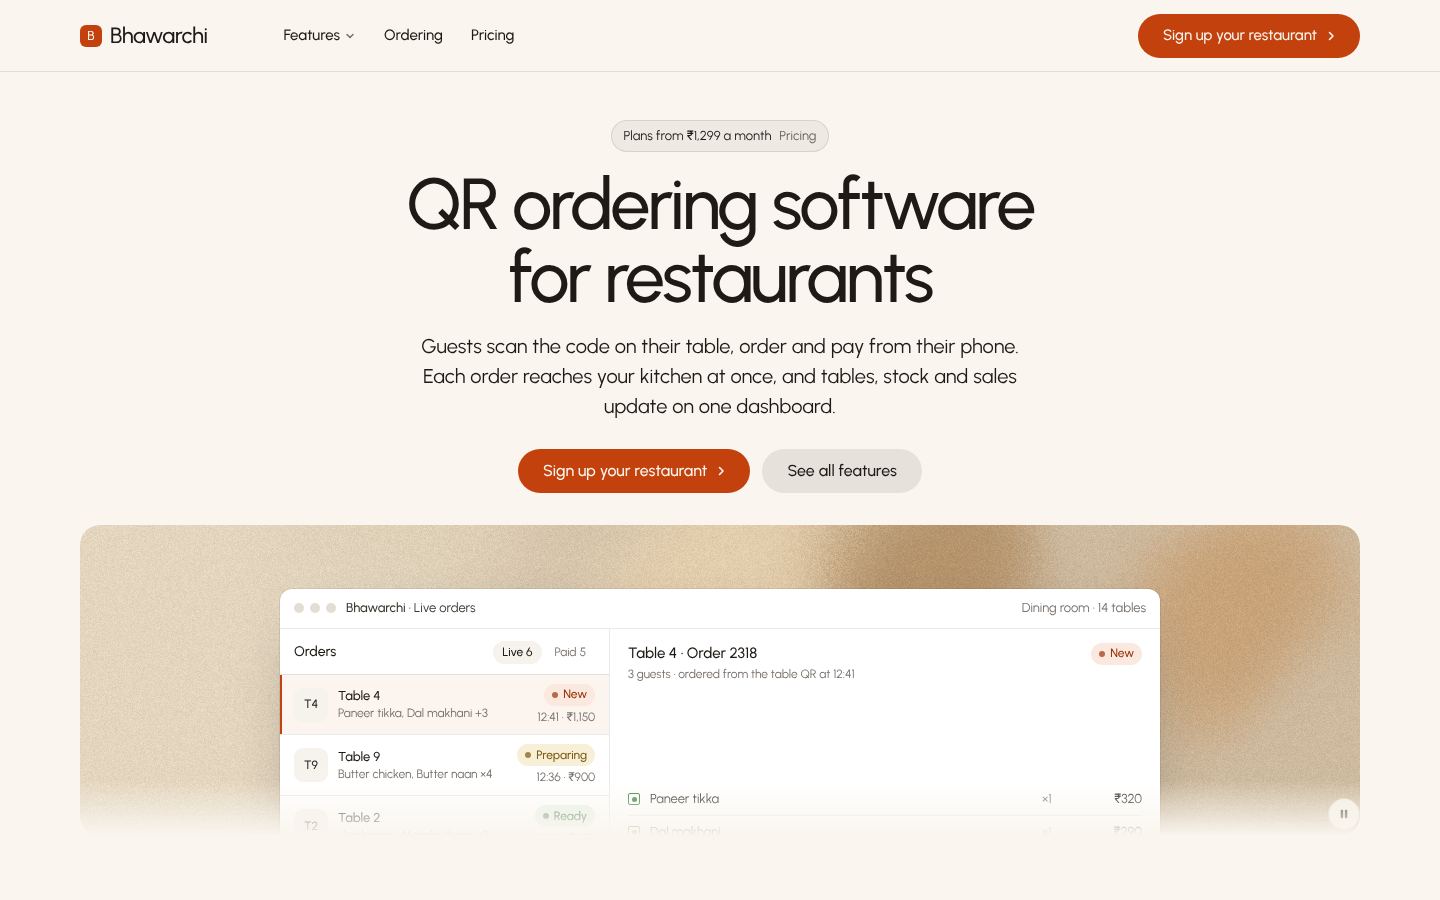 B Bhawarchi
Features
Ordering
Pricing
Sign up your restaurant
Plans from ₹1,299 a month Pricing
QR ordering software
for restaurants
Guests scan the code on their table, order and pay from their phone.
Each order reaches your kitchen at once, and tables, stock and sales
update on one dashboard.
Sign up your restaurant
See all features
Bhawarchi · Live orders
Dining room · 14 tables
Orders
Live 6
Paid 5
T4
Table 4
New
Paneer tikka, Dal makhani +3
12:41 · ₹1,150
T9
Table 9
Preparing
Butter chicken, Butter naan ×4
12:36 · ₹900
T2
Table 2
Ready
Table 4 · Order 2318
New
3 guests · ordered from the table QR at 12:41
Paneer tikka ×1 ₹320
Dal makhani ×1 ₹290